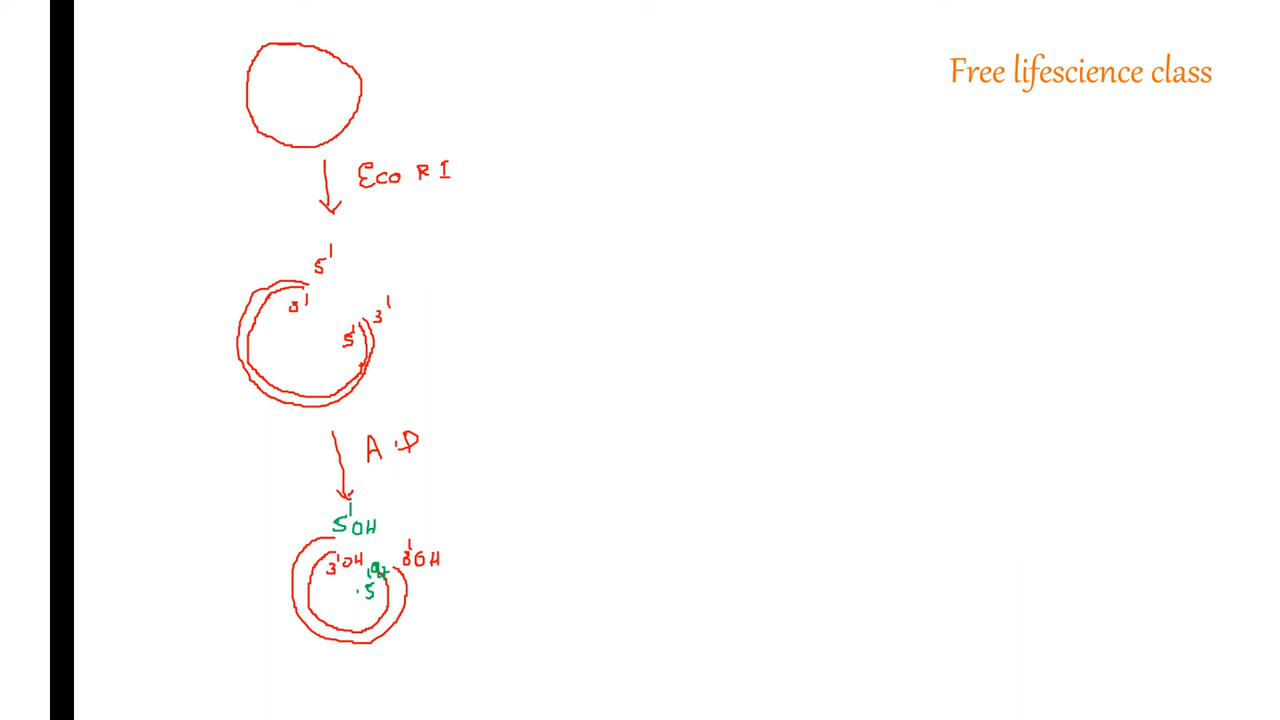 Free lifescience class
Eco R I
5'
3' 3'
5'
A.P
5'OH
3'OH 3'OH
5'